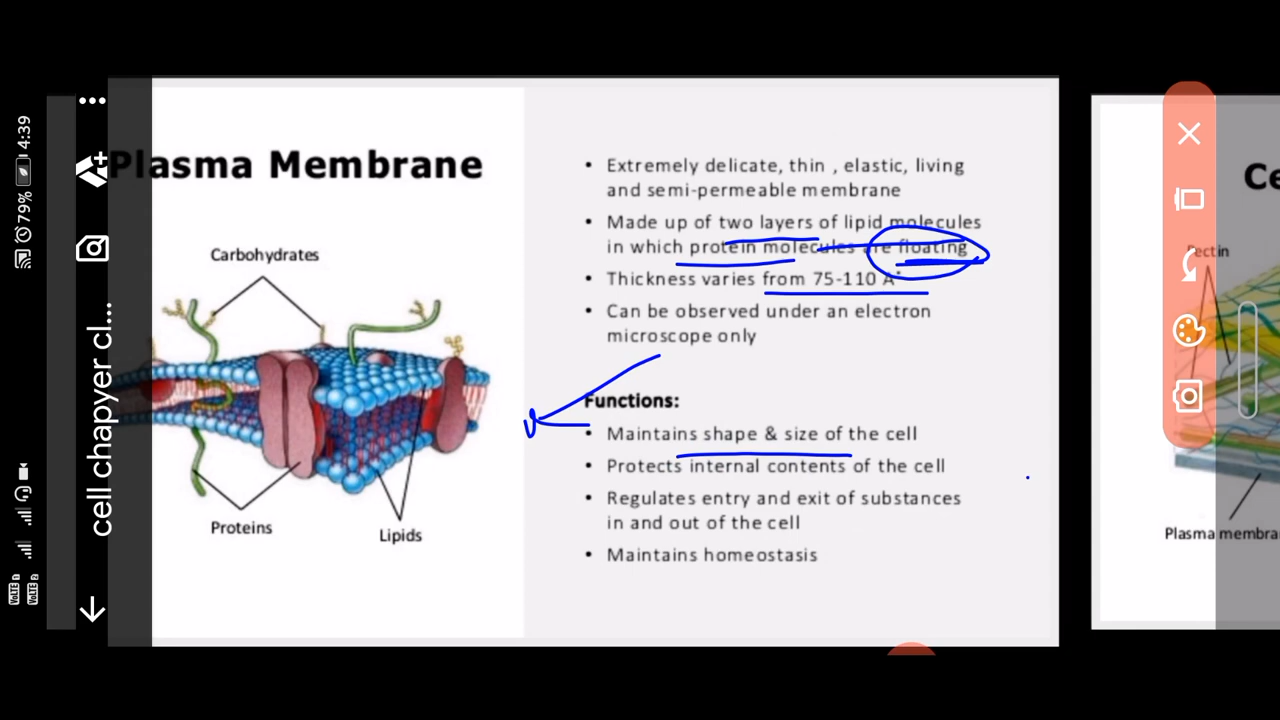 4:39
79%
cell chapyer cl...
Plasma Membrane
Carbohydrates
Proteins
Lipids
• Extremely delicate, thin , elastic, living
and semi-permeable membrane
• Made up of two layers of lipid molecules
in which protein molecules are floating
• Thickness varies from 75-110 A°
• Can be observed under an electron
microscope only
Functions:
• Maintains shape & size of the cell
• Protects internal contents of the cell
• Regulates entry and exit of substances
in and out of the cell
• Maintains homeostasis
Ce
Pectin
Plasma membra